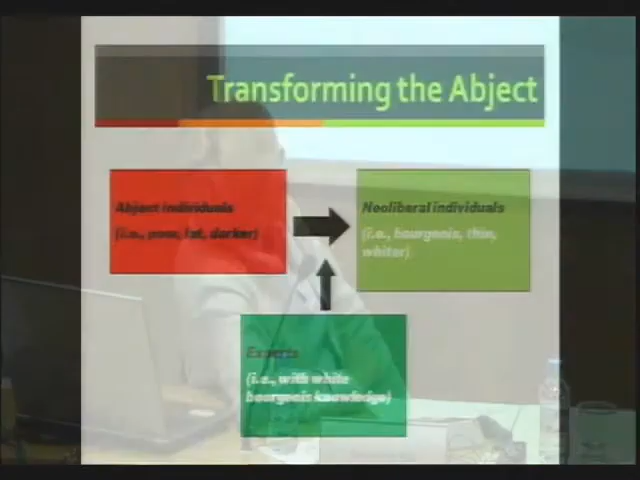 Transforming the Abject
Abject individuals
(i.e., poor, fat, darker)
Neoliberal individuals
(i.e., bourgeois, thin,
whiter)
Experts
(i.e., with white
bourgeois knowledge)